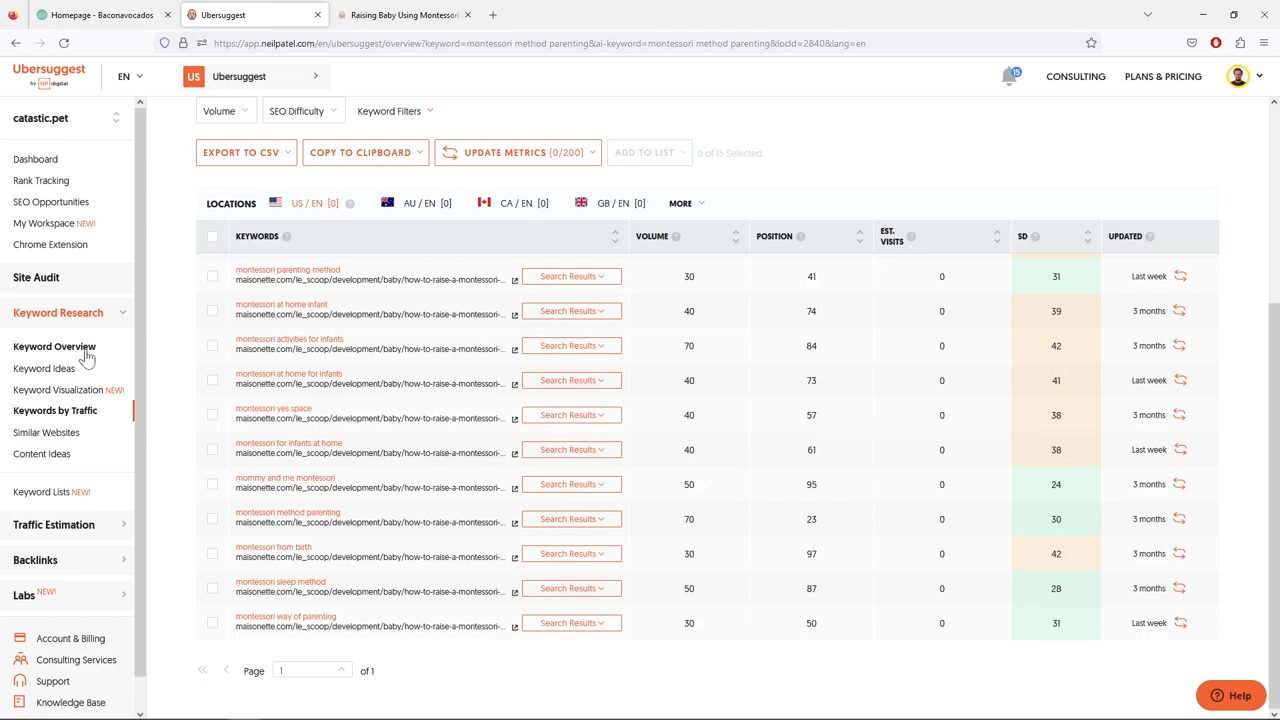 Homepage - Baconavocados
Ubersuggest
Raising Baby Using Montessori
https://app.neilpatel.com/en/ubersuggest/overview?keyword=montessori method parenting&ai-keyword=montessori method parenting&locId=2840&lang=en
Ubersuggest
by NP digital
EN
US Ubersuggest
15
CONSULTING
PLANS & PRICING
catastic.pet
Dashboard
Rank Tracking
SEO Opportunities
My Workspace NEW!
Chrome Extension
Site Audit
Keyword Research
Keyword Overview
Keyword Ideas
Keyword Visualization NEW!
Keywords by Traffic
Similar Websites
Content Ideas
Keyword Lists NEW!
Traffic Estimation
Backlinks
Labs NEW!
Account & Billing
Consulting Services
Support
Knowledge Base
Volume
SEO Difficulty
Keyword Filters
EXPORT TO CSV
COPY TO CLIPBOARD
UPDATE METRICS [0/200]
ADD TO LIST
0 of 15 Selected
LOCATIONS US / EN [0] ? AU / EN [0] CA / EN [0] GB / EN [0] MORE
KEYWORDS ? VOLUME ? POSITION ? EST. VISITS ? SD ? UPDATED ?
montessori parenting method
maisonette.com/le_scoop/development/baby/how-to-raise-a-montessori-... Search Results 30 41 0 31 Last week
montessori at home infant
maisonette.com/le_scoop/development/baby/how-to-raise-a-montessori-... Search Results 40 74 0 39 3 months
montessori activities for infants
maisonette.com/le_scoop/development/baby/how-to-raise-a-montessori-... Search Results 70 84 0 42 3 months
montessori at home for infants
maisonette.com/le_scoop/development/baby/how-to-raise-a-montessori-... Search Results 40 73 0 41 Last week
montessori yes space
maisonette.com/le_scoop/development/baby/how-to-raise-a-montessori-... Search Results 40 57 0 38 3 months
montessori for infants at home
maisonette.com/le_scoop/development/baby/how-to-raise-a-montessori-... Search Results 40 61 0 38 Last week
mommy and me montessori
maisonette.com/le_scoop/development/baby/how-to-raise-a-montessori-... Search Results 50 95 0 24 3 months
montessori method parenting
maisonette.com/le_scoop/development/baby/how-to-raise-a-montessori-... Search Results 70 23 0 30 3 months
montessori from birth
maisonette.com/le_scoop/development/baby/how-to-raise-a-montessori-... Search Results 30 97 0 42 3 months
montessori sleep method
maisonette.com/le_scoop/development/baby/how-to-raise-a-montessori-... Search Results 50 87 0 28 3 months
montessori way of parenting
maisonette.com/le_scoop/development/baby/how-to-raise-a-montessori-... Search Results 30 50 0 31 Last week
Page 1 of 1
? Help